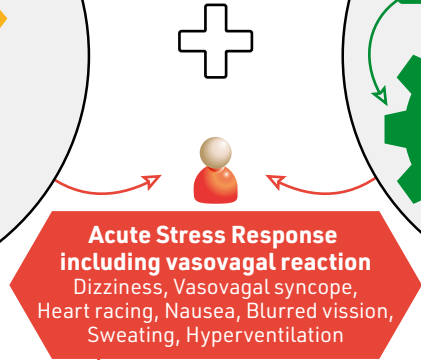 Acute Stress Response
including vasovagal reaction
Dizziness, Vasovagal syncope,
Heart racing, Nausea, Blurred vission,
Sweating, Hyperventilation